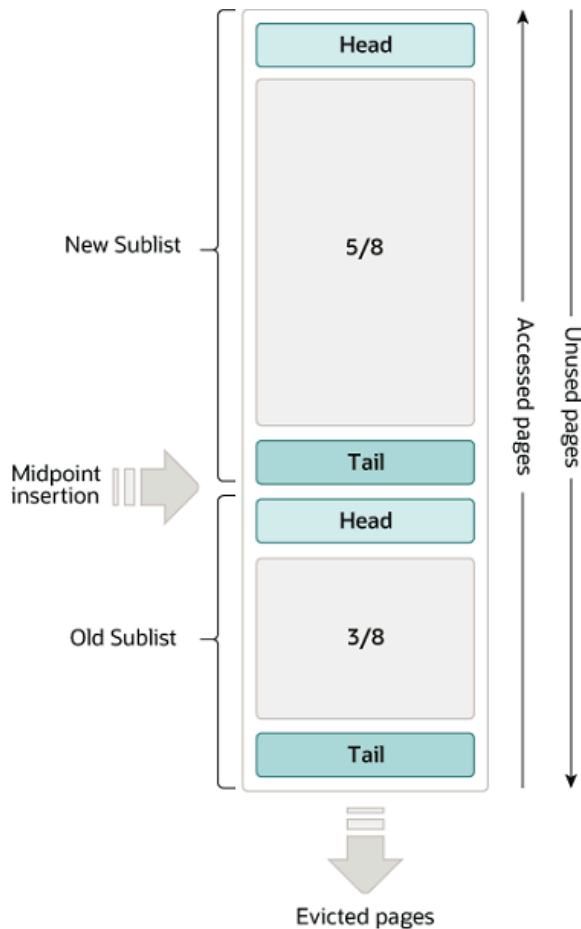 Head
New Sublist
5/8
Accessed pages
Unused pages
Tail
Midpoint
insertion
Head
Old Sublist
3/8
Tail
Evicted pages